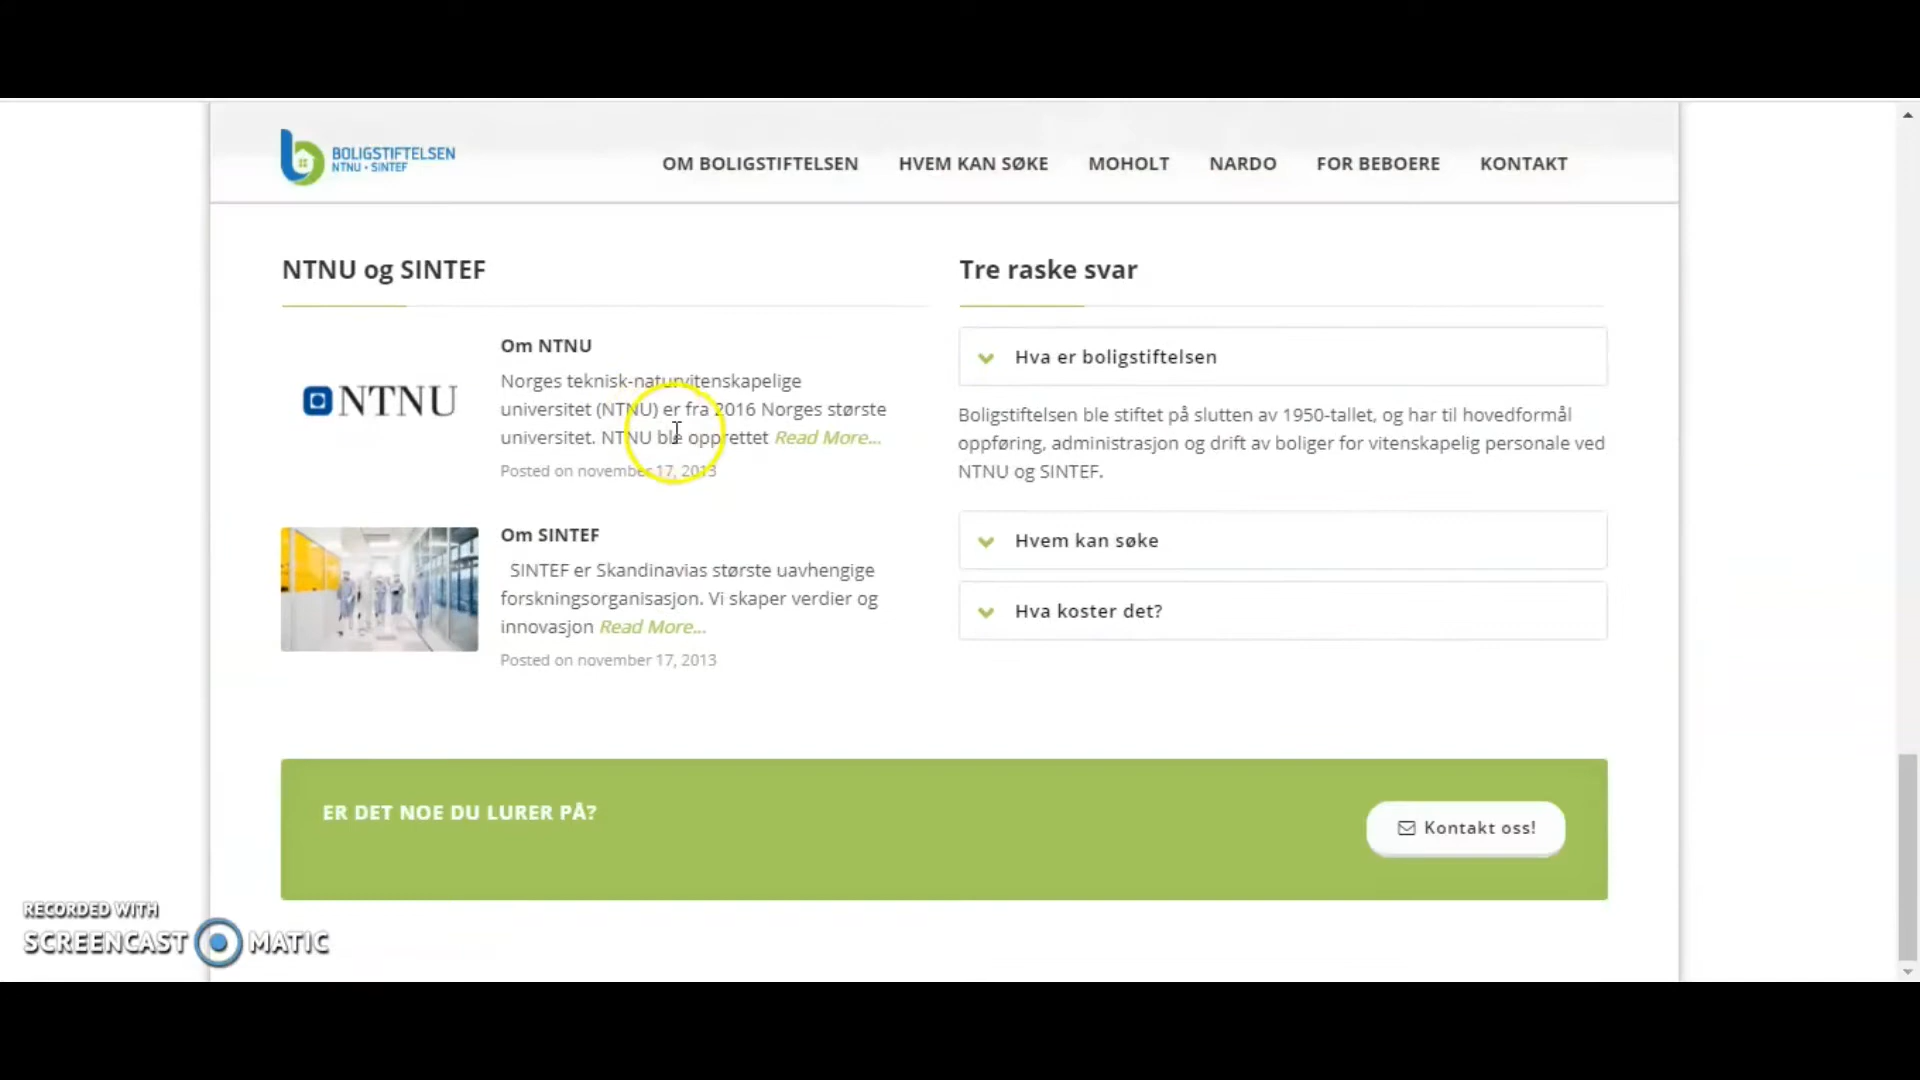 BOLIGSTIFTELSEN
NTNU • SINTEF
OM BOLIGSTIFTELSEN
HVEM KAN SØKE
MOHOLT
NARDO
FOR BEBOERE
KONTAKT
NTNU og SINTEF
NTNU
Om NTNU
Norges teknisk-naturvitenskapelige
universitet (NTNU) er fra 2016 Norges største
universitet. NTNU ble opprettet Read More...
Posted on november 17, 2013
Om SINTEF
SINTEF er Skandinavias største uavhengige
forskningsorganisasjon. Vi skaper verdier og
innovasjon Read More...
Posted on november 17, 2013
Tre raske svar
Hva er boligstiftelsen
Boligstiftelsen ble stiftet på slutten av 1950-tallet, og har til hovedformål
oppføring, administrasjon og drift av boliger for vitenskapelig personale ved
NTNU og SINTEF.
Hvem kan søke
Hva koster det?
ER DET NOE DU LURER PÅ?
Kontakt oss!
RECORDED WITH
SCREENCAST MATIC